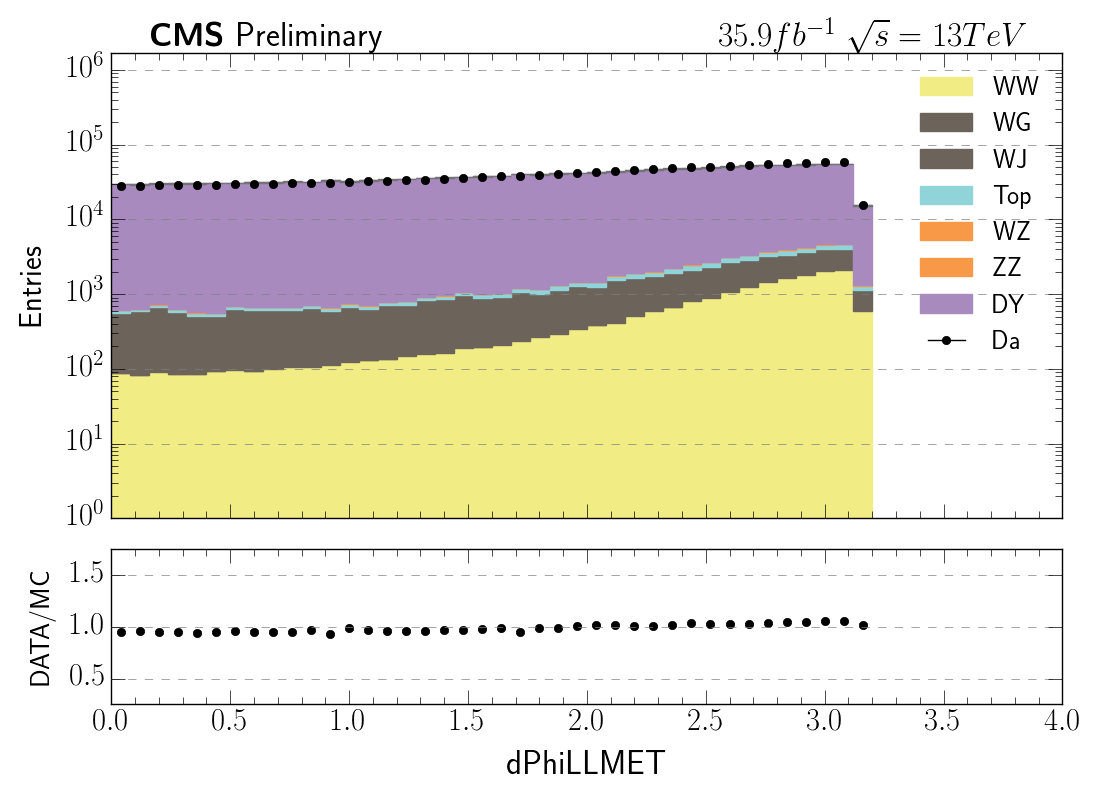 CMS Preliminary 35.9fb⁻¹ √s = 13TeV
10⁶
10⁵
10⁴
10³
10²
10¹
10⁰
Entries
WW
WG
WJ
Top
WZ
ZZ
DY
Da
1.5
1.0
0.5
DATA/MC
0.0 0.5 1.0 1.5 2.0 2.5 3.0 3.5 4.0
dPhiLLMET